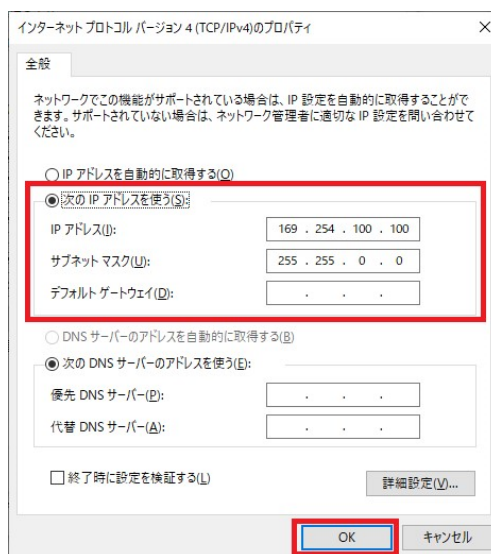 インターネット プロトコル バージョン 4 (TCP/IPv4)のプロパティ
全般
ネットワークでこの機能がサポートされている場合は、IP 設定を自動的に取得することがで
きます。サポートされていない場合は、ネットワーク管理者に適切な IP 設定を問い合わせて
ください。
IP アドレスを自動的に取得する(O)
次の IP アドレスを使う(S):
IP アドレス(I): 169 . 254 . 100 . 100
サブネット マスク(U): 255 . 255 . 0 . 0
デフォルト ゲートウェイ(D): . . .
DNS サーバーのアドレスを自動的に取得する(B)
次の DNS サーバーのアドレスを使う(E):
優先 DNS サーバー(P): . . .
代替 DNS サーバー(A): . . .
終了時に設定を検証する(L) 詳細設定(V)...
OK キャンセル